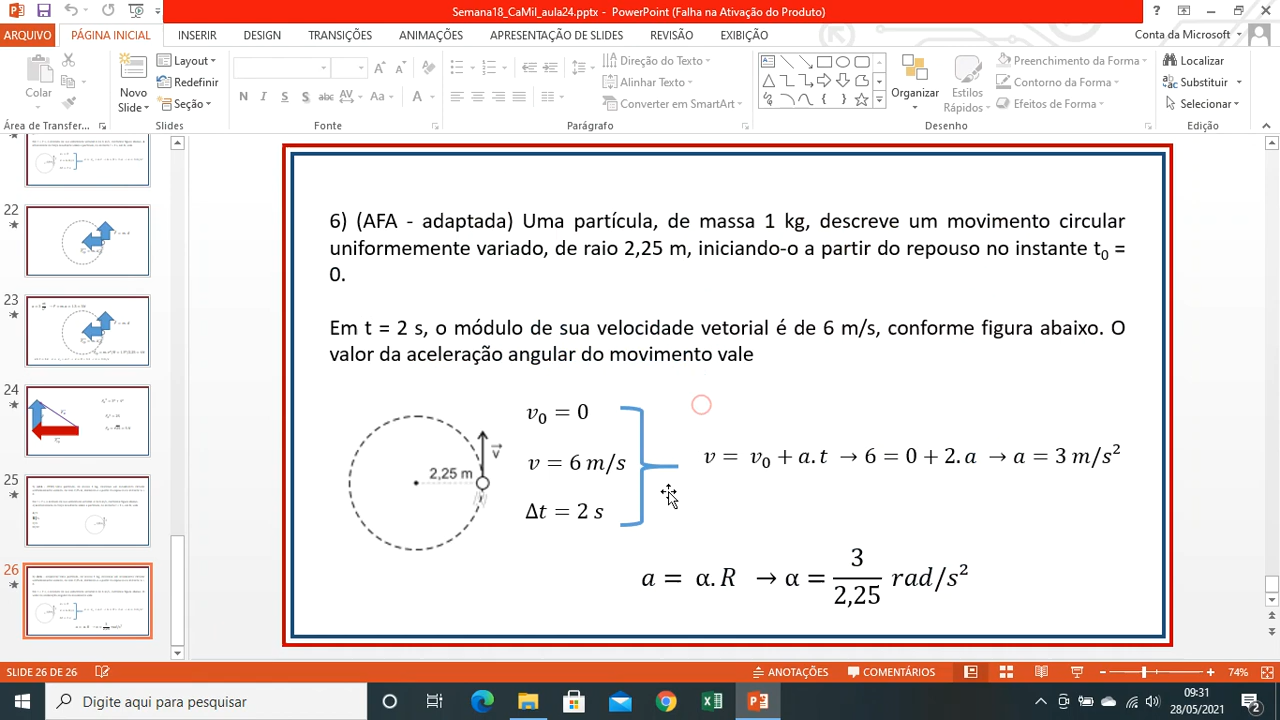 Semana18_CaMil_aula24.pptx - PowerPoint (Falha na Ativação do Produto)
ARQUIVO PÁGINA INICIAL INSERIR DESIGN TRANSIÇÕES ANIMAÇÕES APRESENTAÇÃO DE SLIDES REVISÃO EXIBIÇÃO Conta da Microsoft
Colar
Novo Slide
Layout
Redefinir
Seção
N I S S abc AV Aa A
Direção do Texto
Alinhar Texto
Converter em SmartArt
Organizar
Estilos Rápidos
Preenchimento da Forma
Contorno da Forma
Efeitos de Forma
Localizar
Substituir
Selecionar
Área de Transfer... Slides Fonte Parágrafo Desenho Edição
22
23
24
25
26
6) (AFA - adaptada) Uma partícula, de massa 1 kg, descreve um movimento circular
uniformemente variado, de raio 2,25 m, iniciando-o a partir do repouso no instante t₀ =
0.
Em t = 2 s, o módulo de sua velocidade vetorial é de 6 m/s, conforme figura abaixo. O
valor da aceleração angular do movimento vale
2,25 m
v
v₀ = 0
v = 6 m/s
Δt = 2 s
v = v₀ + a.t → 6 = 0 + 2.a → a = 3 m/s²
a = α.R → α = 3/2,25 rad/s²
SLIDE 26 DE 26 ANOTAÇÕES COMENTÁRIOS 74%
Digite aqui para pesquisar
09:31
28/05/2021
2